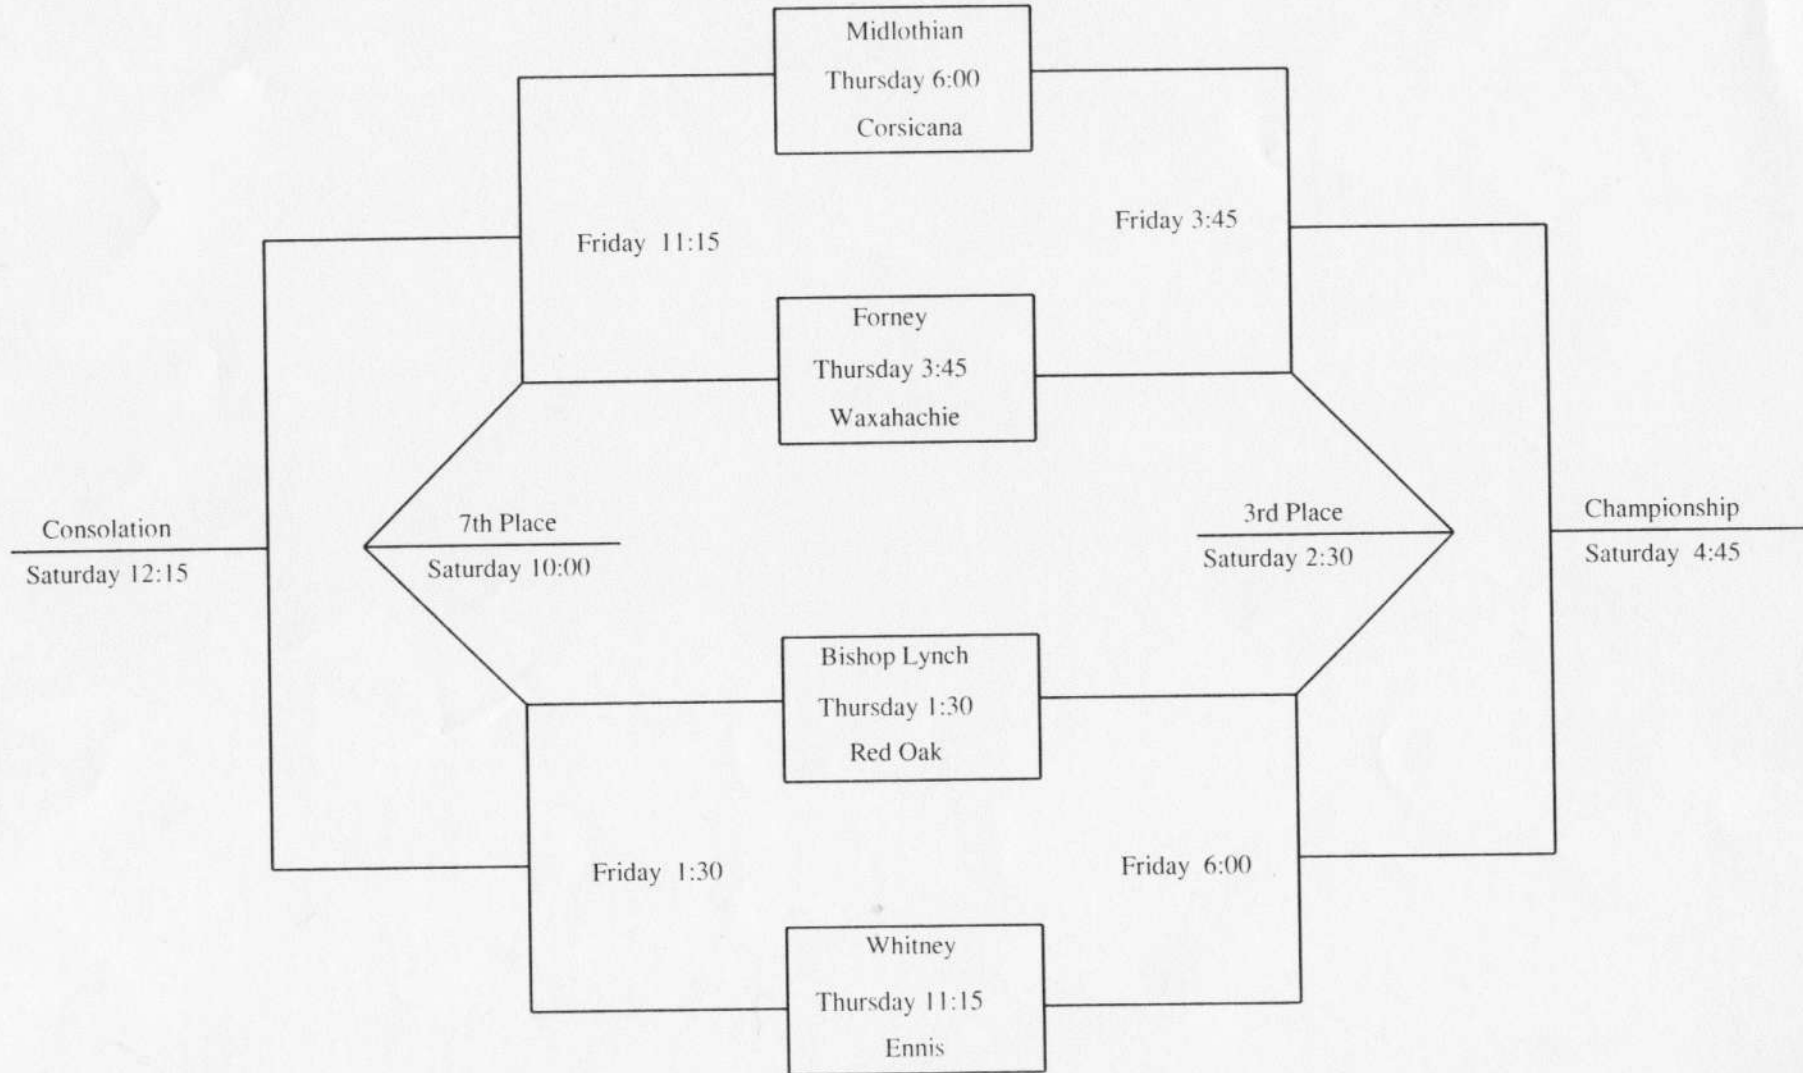 Midlothian
Thursday 6:00
Corsicana
Friday 11:15
Friday 3:45
Forney
Thursday 3:45
Waxahachie
Consolation
Saturday 12:15
7th Place
Saturday 10:00
3rd Place
Saturday 2:30
Championship
Saturday 4:45
Bishop Lynch
Thursday 1:30
Red Oak
Friday 1:30
Friday 6:00
Whitney
Thursday 11:15
Ennis